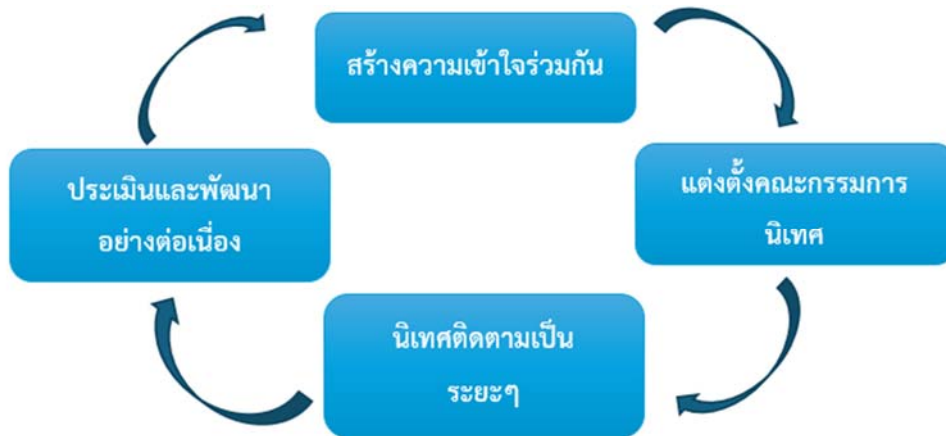 สร้างความเข้าใจร่วมกัน
แต่งตั้งคณะกรรมการ
นิเทศ
นิเทศติดตามเป็น
ระยะๆ
ประเมินและพัฒนา
อย่างต่อเนื่อง